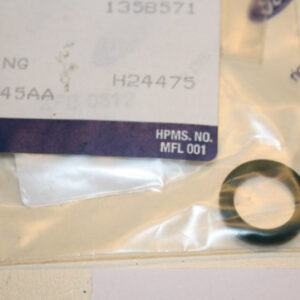 1358571
NG
45AA
H24475
HPMS. NO.
MFL 001